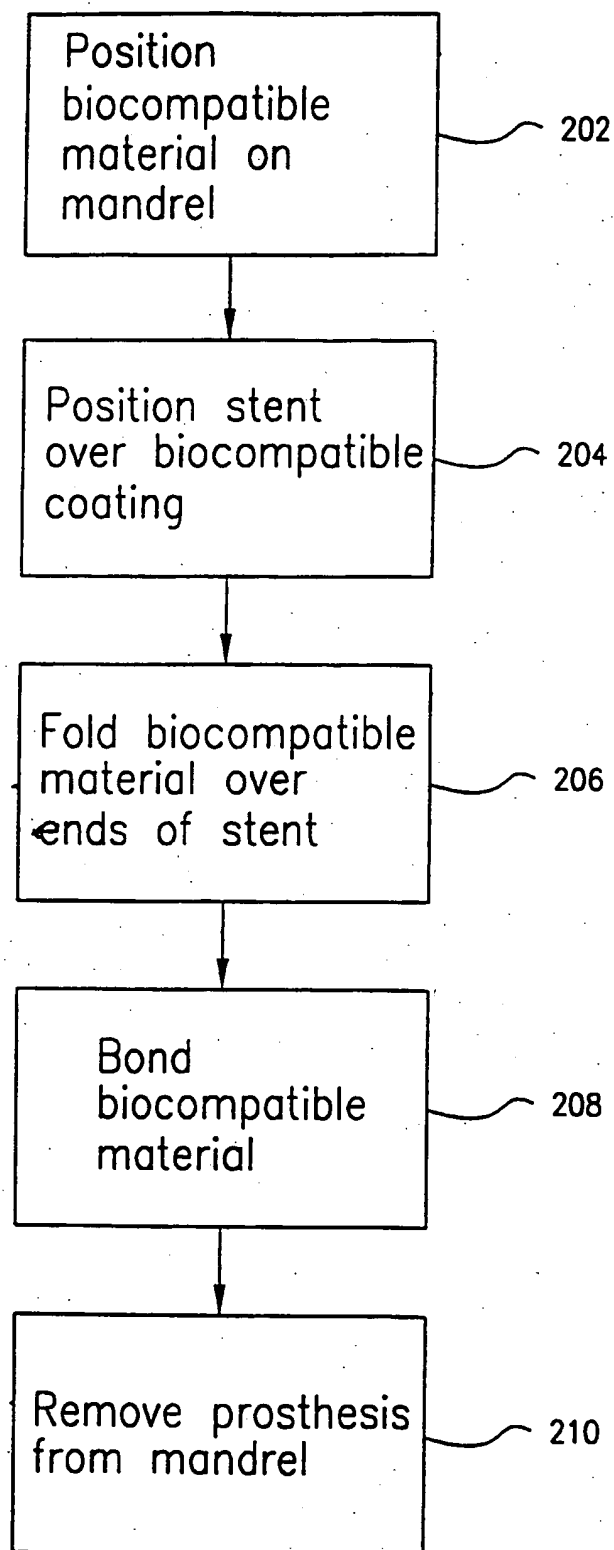 Position
biocompatible
material on
mandrel
202
Position stent
over biocompatible
coating
204
Fold biocompatible
material over
ends of stent
206
Bond
biocompatible
material
208
Remove prosthesis
from mandrel
210